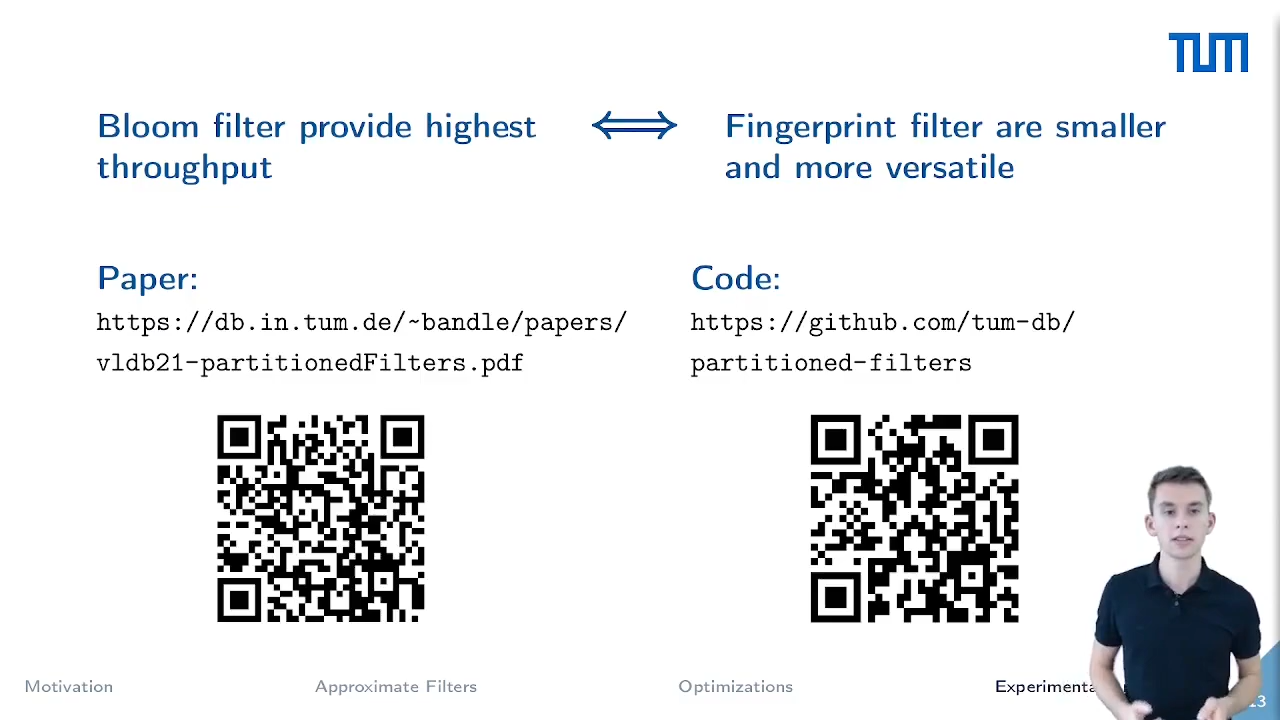 TUM
Bloom filter provide highest
throughput
⟺
Fingerprint filter are smaller
and more versatile
Paper:
https://db.in.tum.de/~bandle/papers/
vldb21-partitionedFilters.pdf
Code:
https://github.com/tum-db/
partitioned-filters
Motivation
Approximate Filters
Optimizations
13